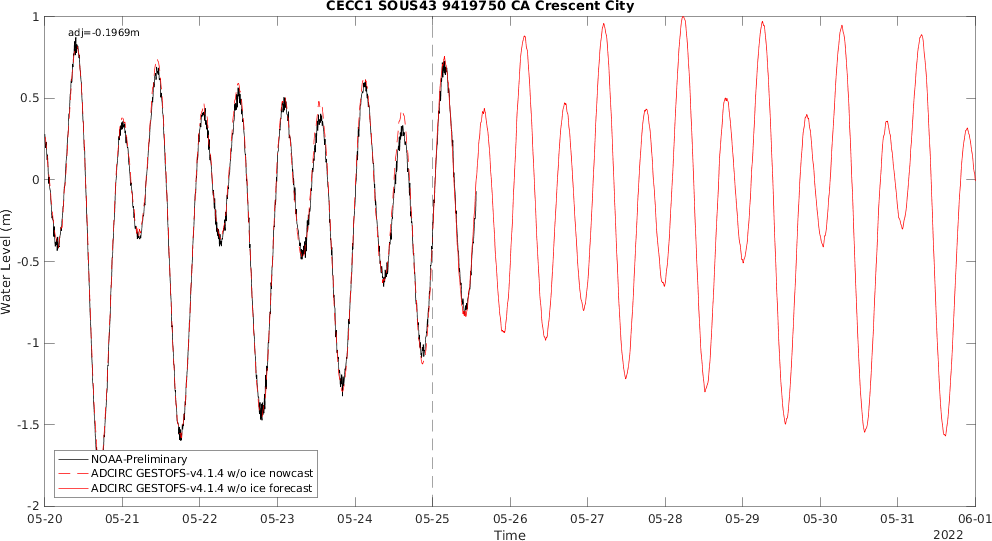 CECC1 SOUS43 9419750 CA Crescent City
adj=-0.1969m
1
0.5
0
-0.5
-1
-1.5
-2
Water Level (m)
NOAA-Preliminary
ADCIRC GESTOFS-v4.1.4 w/o ice nowcast
ADCIRC GESTOFS-v4.1.4 w/o ice forecast
05-20 05-21 05-22 05-23 05-24 05-25 05-26 05-27 05-28 05-29 05-30 05-31 06-01
Time
2022